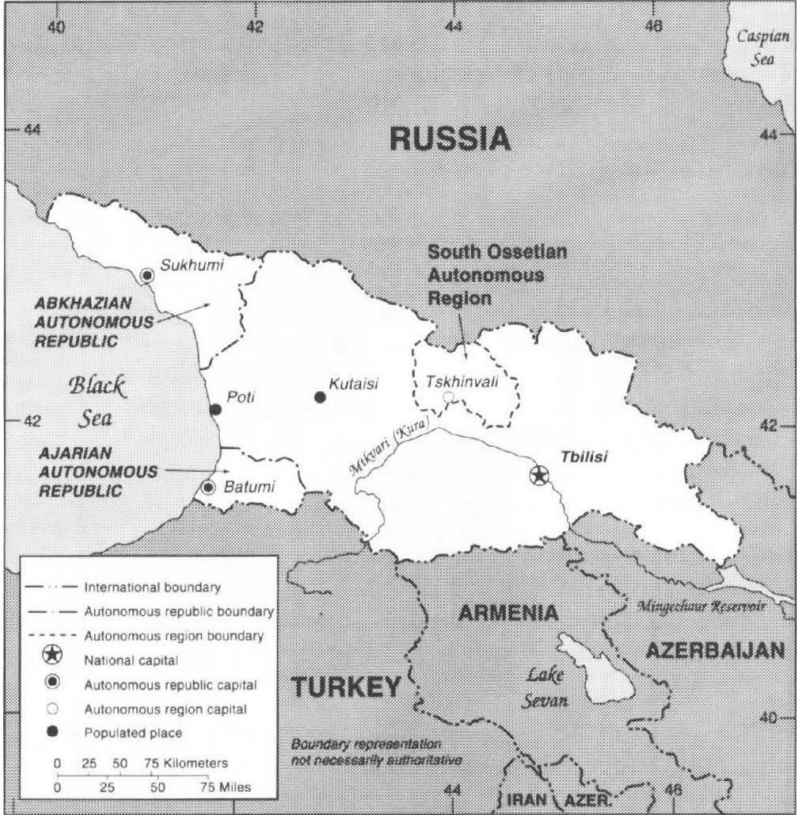 40
42
44
46
Caspian
Sea
44
44
RUSSIA
South Ossetian
Autonomous
Region
Sukhumi
ABKHAZIAN
AUTONOMOUS
REPUBLIC
Black
Sea
Poti
Kutaisi
Tskhinvali
42
42
Mtkvari (Kura)
Tbilisi
AJARIAN
AUTONOMOUS
REPUBLIC
Batumi
International boundary
Autonomous republic boundary
Autonomous region boundary
National capital
Autonomous republic capital
Autonomous region capital
Populated place
0 25 50 75 Kilometers
0 25 50 75 Miles
ARMENIA
Mingechaur Reservoir
AZERBAIJAN
Lake
Sevan
TURKEY
40
Boundary representation
not necessarily authoritative
44
IRAN
AZER.
46